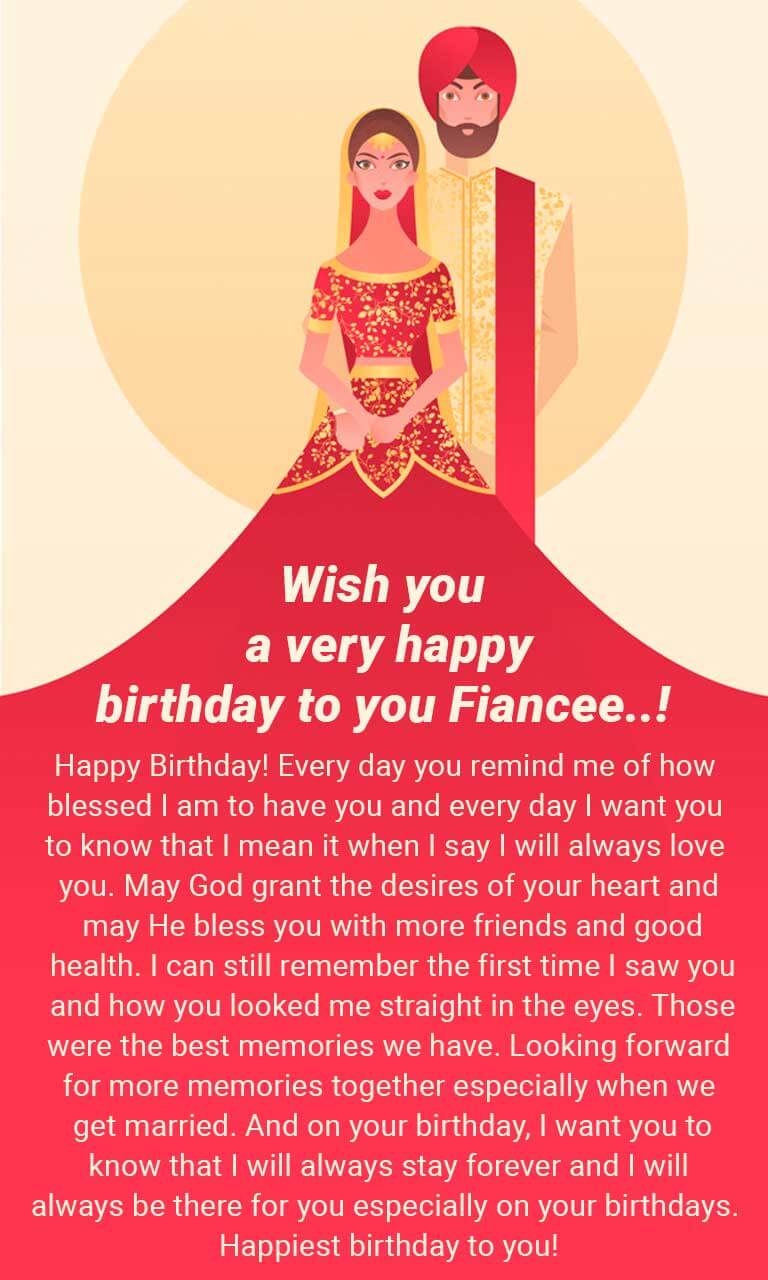 Wish you
a very happy
birthday to you Fiancee..!
Happy Birthday! Every day you remind me of how
blessed I am to have you and every day I want you
to know that I mean it when I say I will always love
you. May God grant the desires of your heart and
may He bless you with more friends and good
health. I can still remember the first time I saw you
and how you looked me straight in the eyes. Those
were the best memories we have. Looking forward
for more memories together especially when we
get married. And on your birthday, I want you to
know that I will always stay forever and I will
always be there for you especially on your birthdays.
Happiest birthday to you!